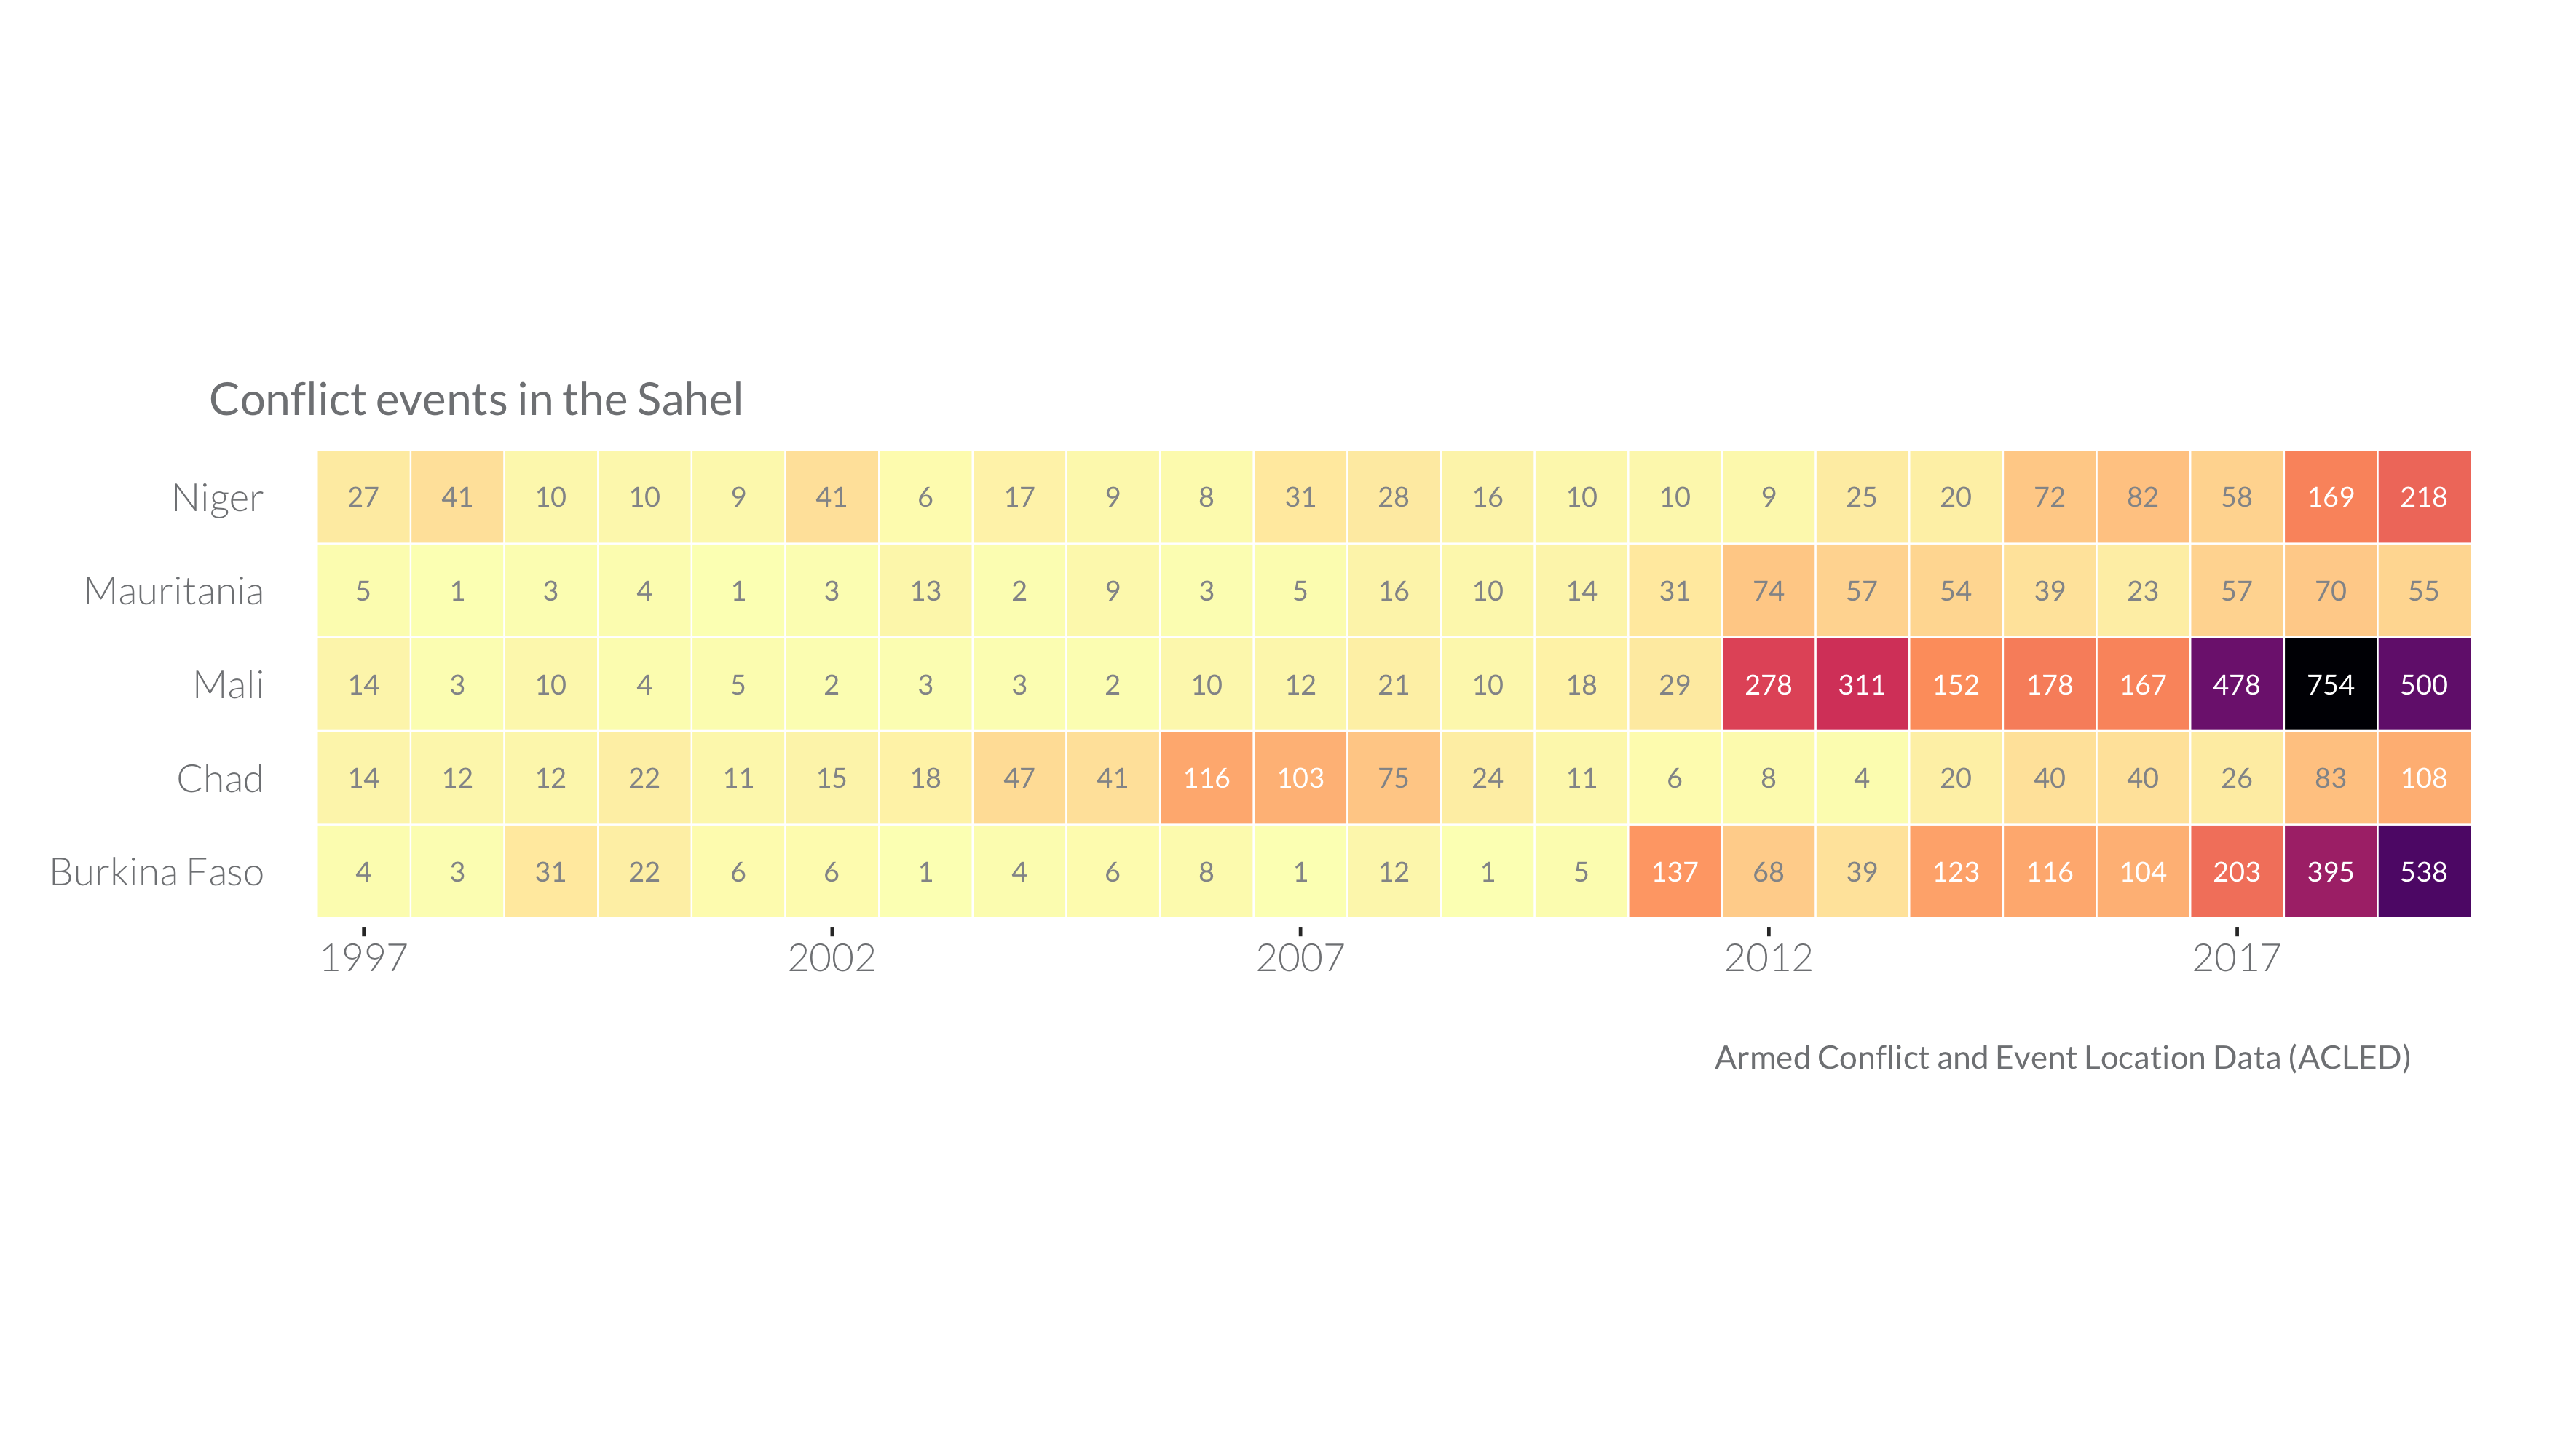 Conflict events in the Sahel
Niger 27 41 10 10 9 41 6 17 9 8 31 28 16 10 10 9 25 20 72 82 58 169 218
Mauritania 5 1 3 4 1 3 13 2 9 3 5 16 10 14 31 74 57 54 39 23 57 70 55
Mali 14 3 10 4 5 2 3 3 2 10 12 21 10 18 29 278 311 152 178 167 478 754 500
Chad 14 12 12 22 11 15 18 47 41 116 103 75 24 11 6 8 4 20 40 40 26 83 108
Burkina Faso 4 3 31 22 6 6 1 4 6 8 1 12 1 5 137 68 39 123 116 104 203 395 538
1997 2002 2007 2012 2017
Armed Conflict and Event Location Data (ACLED)